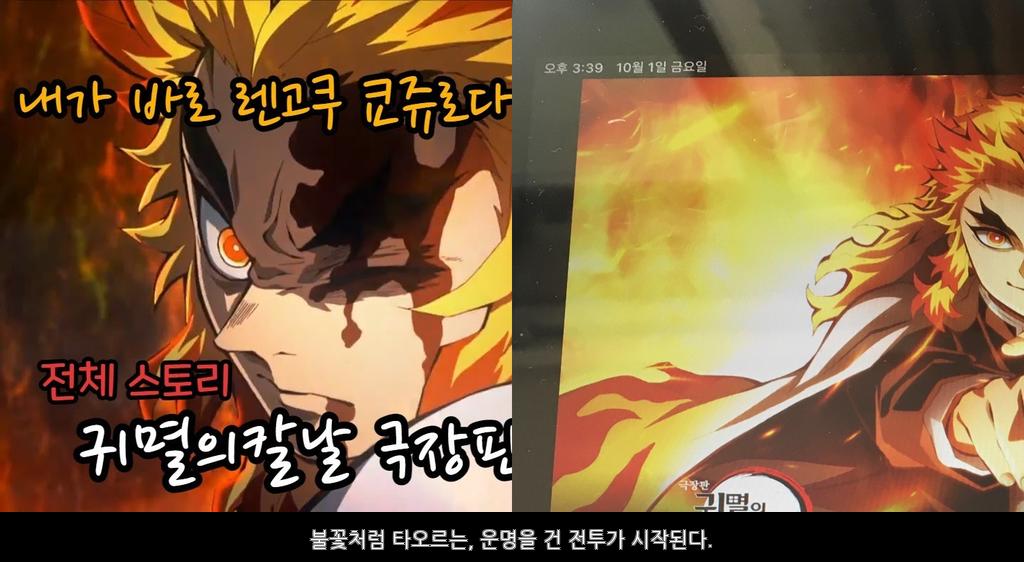 내가 바로 렌고쿠 쿄쥬로다
전체 스토리
귀멸의칼날 극장판
오후 3:39 10월 1일 금요일
극장판
귀멸의
불꽃처럼 타오르는, 운명을 건 전투가 시작된다.